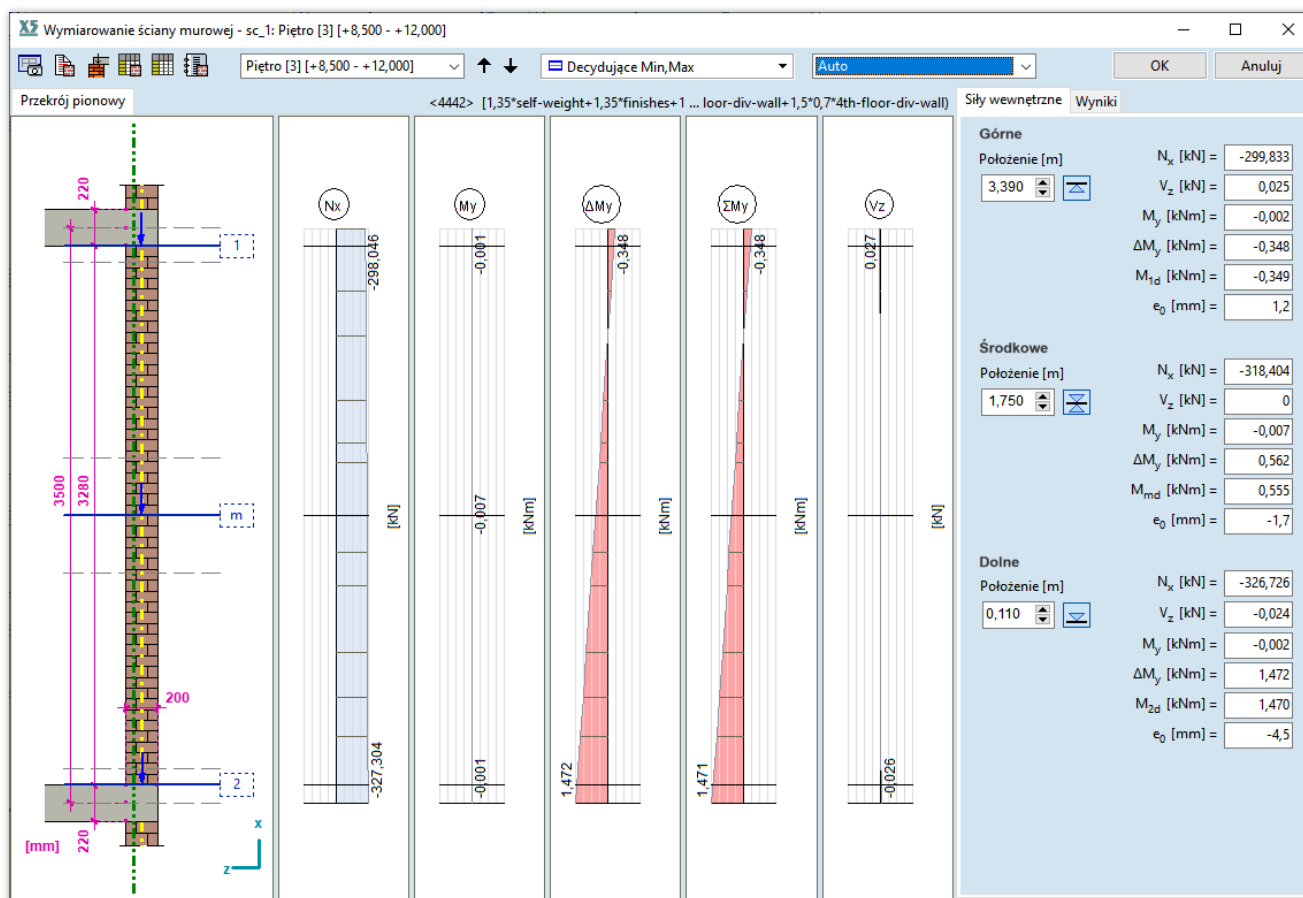 Wymiarowanie ściany murowej - sc_1: Piętro [3] [+8,500 - +12,000]
Piętro [3] [+8,500 - +12,000]
Decydujące Min,Max
Auto
OK
Anuluj
Przekrój pionowy
<4442> [1,35*self-weight+1,35*finishes+1 ... loor-div-wall+1,5*0,7*4th-floor-div-wall)
Siły wewnętrzne
Wyniki
220
1
3500
3280
m
200
2
220
[mm]
x
z
Nx
-298,046
[kN]
-327,304
My
-0,001
-0,007
[kNm]
-0,001
ΔMy
-0,348
[kNm]
1,472
ΣMy
-0,348
[kNm]
1,471
Vz
0,027
[kN]
-0,026
Górne
Położenie [m]
3,390
Nx [kN] = -299,833
Vz [kN] = 0,025
My [kNm] = -0,002
ΔMy [kNm] = -0,348
M1d [kNm] = -0,349
e0 [mm] = 1,2
Środkowe
Położenie [m]
1,750
Nx [kN] = -318,404
Vz [kN] = 0
My [kNm] = -0,007
ΔMy [kNm] = 0,562
Mmd [kNm] = 0,555
e0 [mm] = -1,7
Dolne
Położenie [m]
0,110
Nx [kN] = -326,726
Vz [kN] = -0,024
My [kNm] = -0,002
ΔMy [kNm] = 1,472
M2d [kNm] = 1,470
e0 [mm] = -4,5